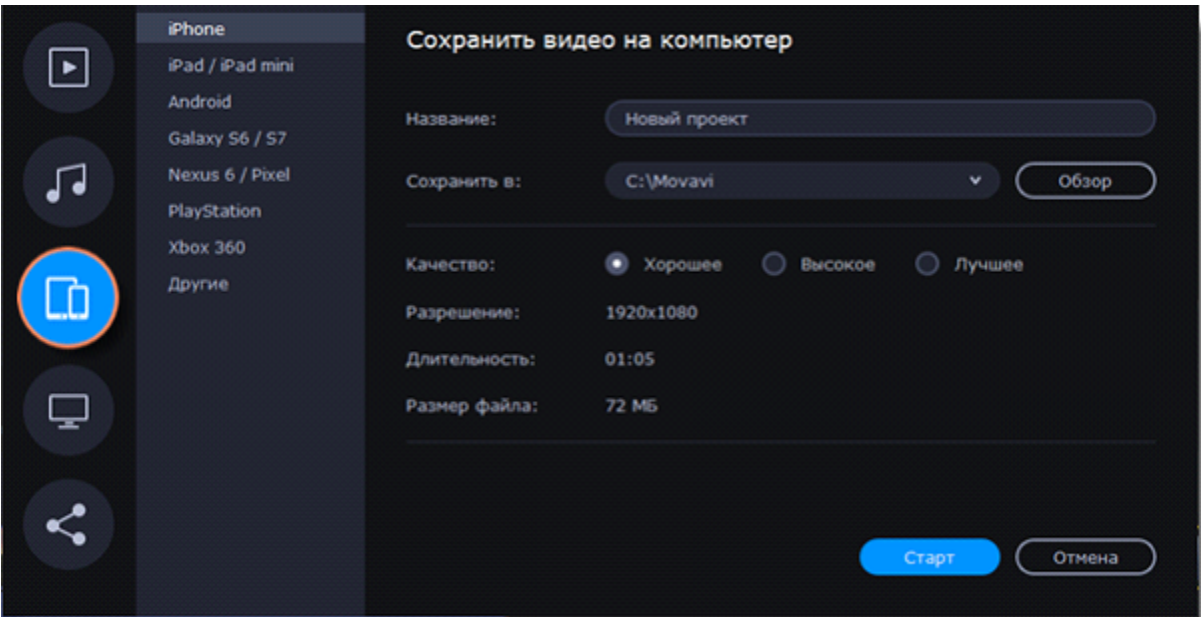 iPhone
iPad / iPad mini
Android
Galaxy S6 / S7
Nexus 6 / Pixel
PlayStation
Xbox 360
Другие
Сохранить видео на компьютер
Название: Новый проект
Сохранить в: C:\Movavi Обзор
Качество: Хорошее Высокое Лучшее
Разрешение: 1920x1080
Длительность: 01:05
Размер файла: 72 МБ
Старт Отмена